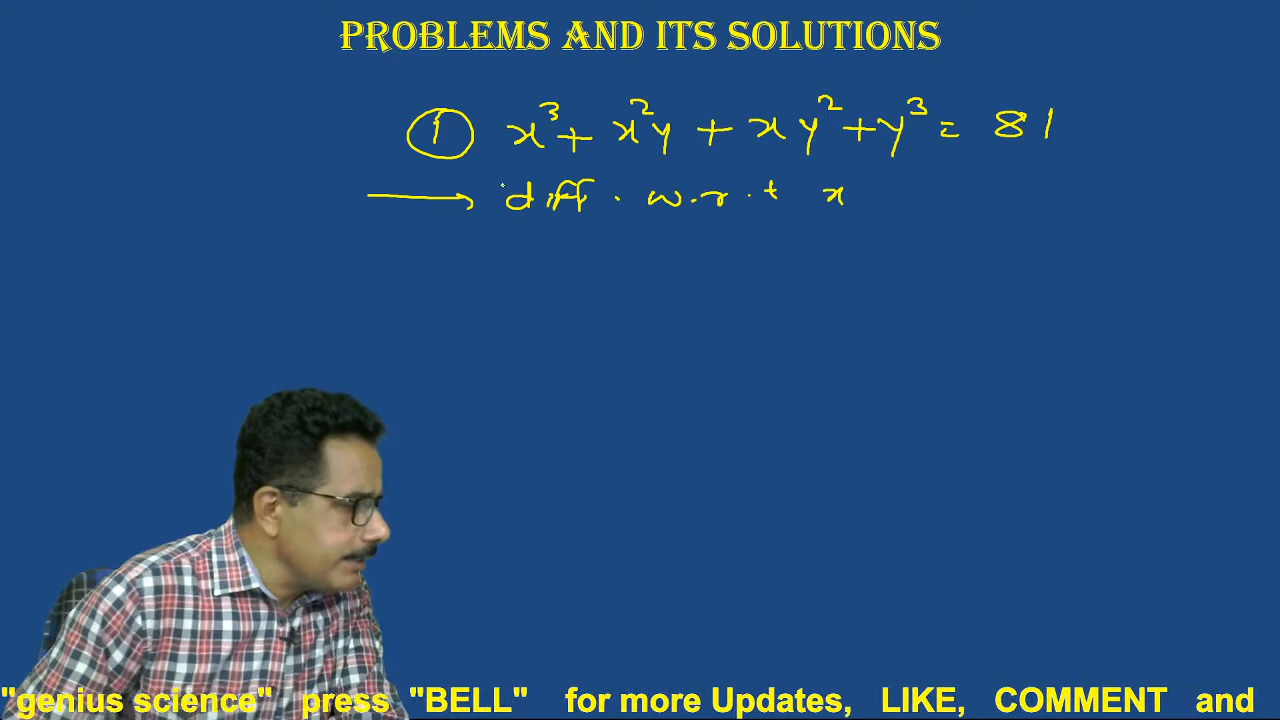 PROBLEMS AND ITS SOLUTIONS
① x³ + x²y + xy² + y³ = 81
→ diff. w.r.t x
"genius science" press "BELL" for more Updates, LIKE, COMMENT and